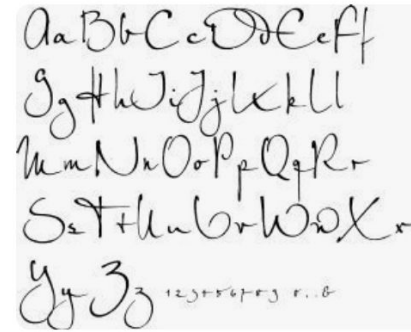 AaBbCcDdEeFf
GgHhIiJjKkLl
MmNnOoPpQqRr
SsTtUuVvWwXx
YyZz 1234567890